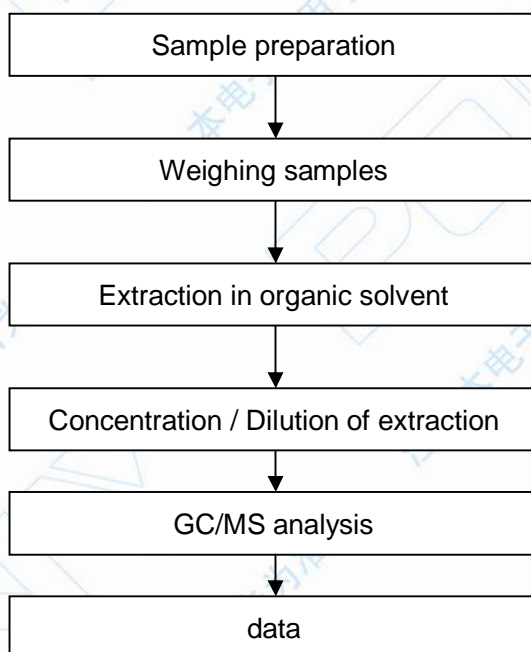 Sample preparation
Weighing samples
Extraction in organic solvent
Concentration / Dilution of extraction
GC/MS analysis
data